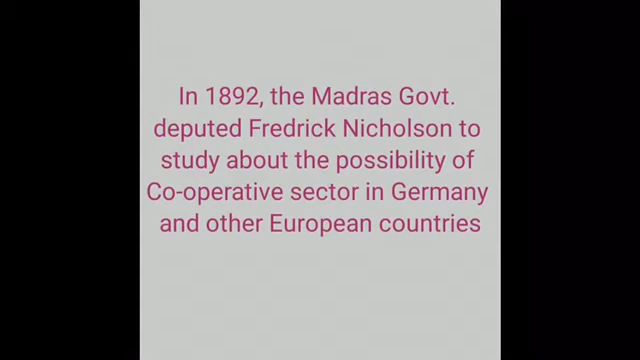 In 1892, the Madras Govt.
deputed Fredrick Nicholson to
study about the possibility of
Co-operative sector in Germany
and other European countries